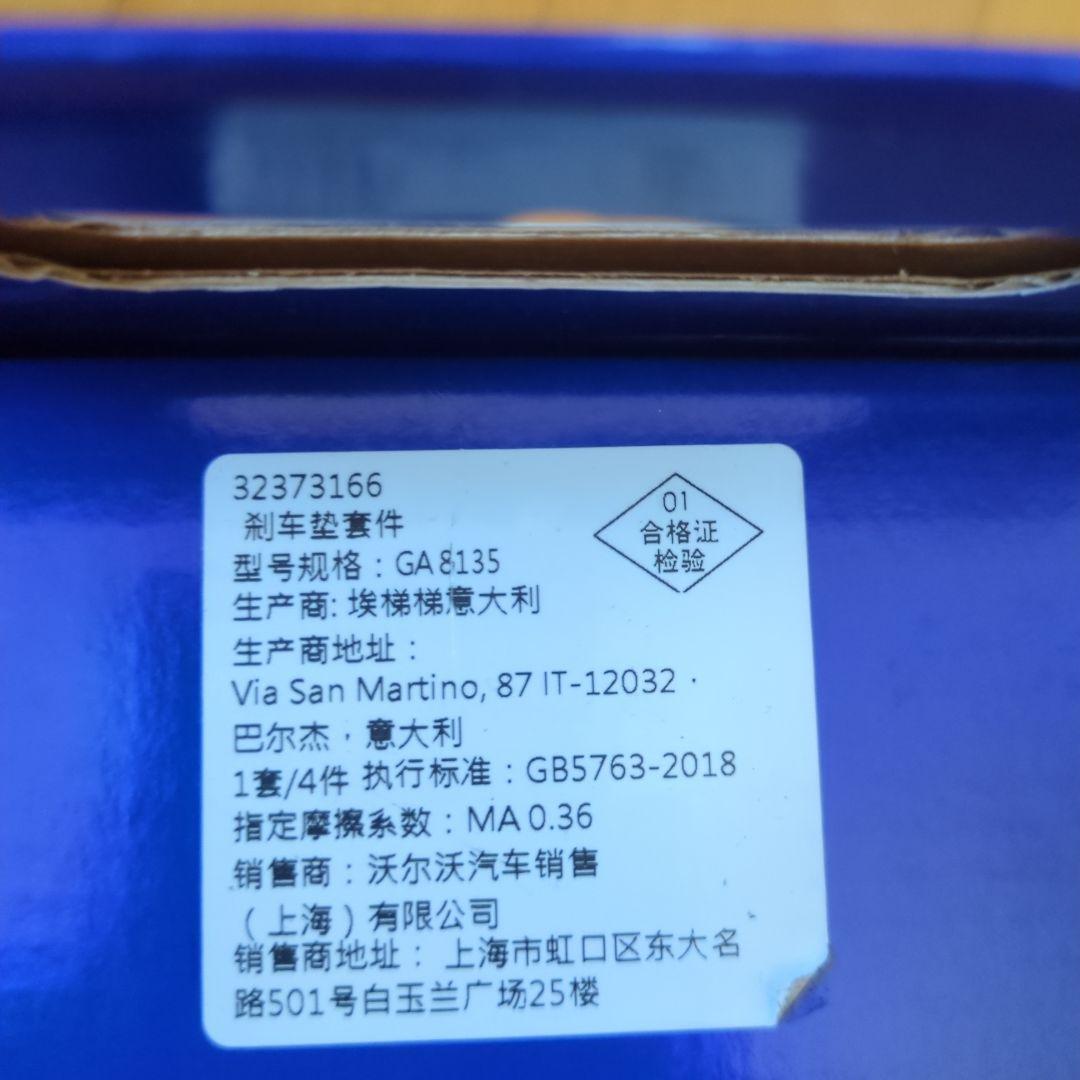 32373166
刹车垫套件
型号规格：GA8135
生产商: 埃梯梯意大利
生产商地址：
Via San Martino, 87 IT-12032，
巴尔杰，意大利
1套/4件 执行标准：GB5763-2018
指定摩擦系数：MA 0.36
销售商：沃尔沃汽车销售
（上海）有限公司
销售商地址： 上海市虹口区东大名
路501号白玉兰广场25楼
01
合格证
检验